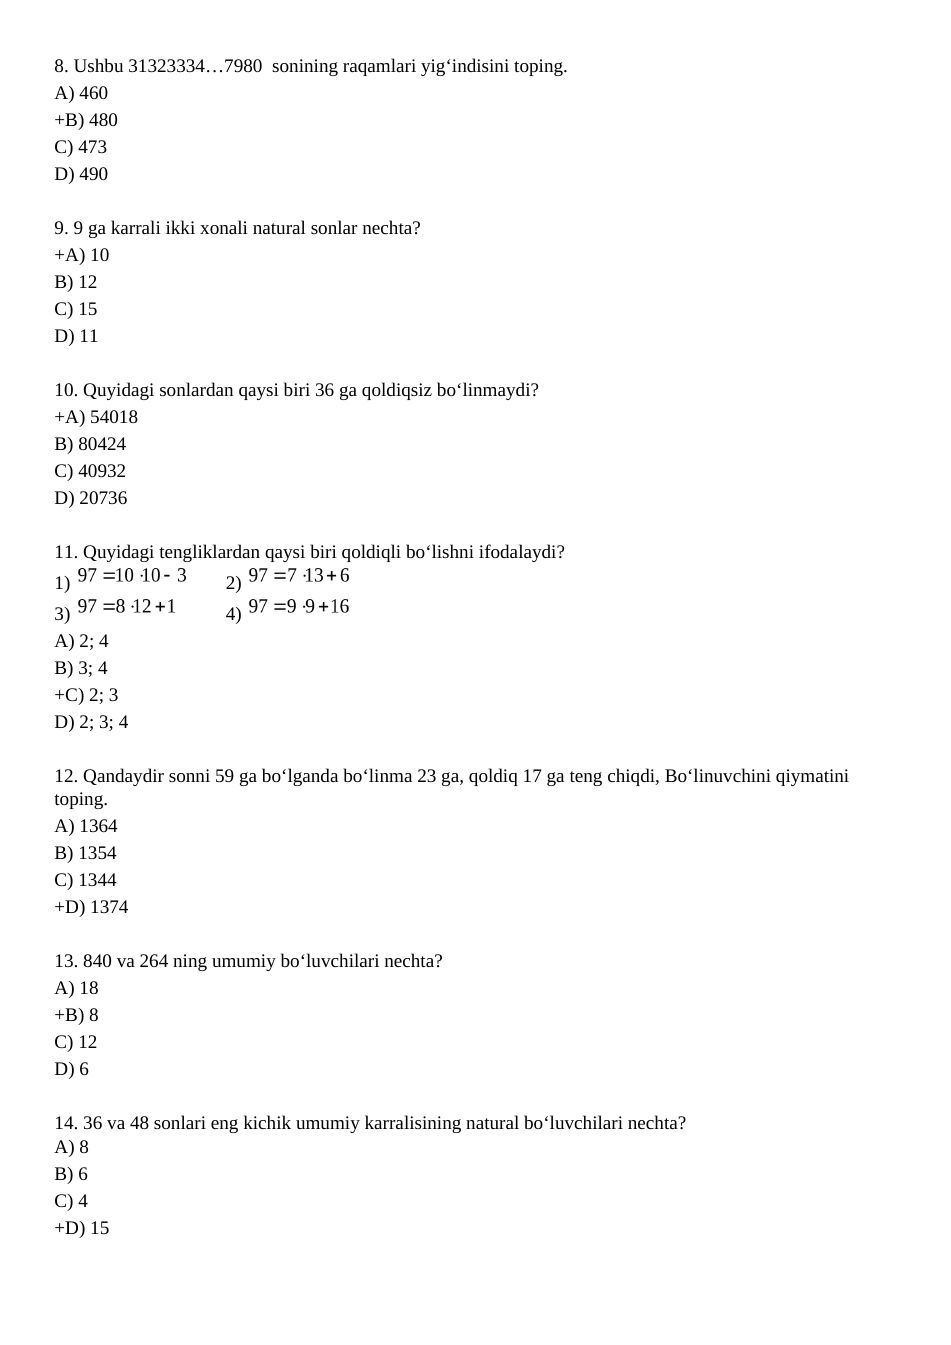 8. Ushbu 31323334…7980  sonining raqamlari yig‘indisini toping.
A) 460
+B) 480
C) 473
D) 490
9. 9 ga karrali ikki xonali natural sonlar nechta?
+A) 10
B) 12
C) 15
D) 11
10. Quyidagi sonlardan qaysi biri 36 ga qoldiqsiz bo‘linmaydi?
+A) 54018
B) 80424
C) 40932
D) 20736
11. Quyidagi tengliklardan qaysi biri qoldiqli bo‘lishni ifodalaydi?
1) 97 =10 ·10 - 3 2) 97 =7 ·13 + 6
3) 97 =8 ·12 +1 4) 97 =9 ·9 +16
A) 2; 4
B) 3; 4
+C) 2; 3
D) 2; 3; 4
12. Qandaydir sonni 59 ga bo‘lganda bo‘linma 23 ga, qoldiq 17 ga teng chiqdi, Bo‘linuvchini qiymatini
toping.
A) 1364
B) 1354
C) 1344
+D) 1374
13. 840 va 264 ning umumiy bo‘luvchilari nechta?
A) 18
+B) 8
C) 12
D) 6
14. 36 va 48 sonlari eng kichik umumiy karralisining natural bo‘luvchilari nechta?
A) 8
B) 6
C) 4
+D) 15